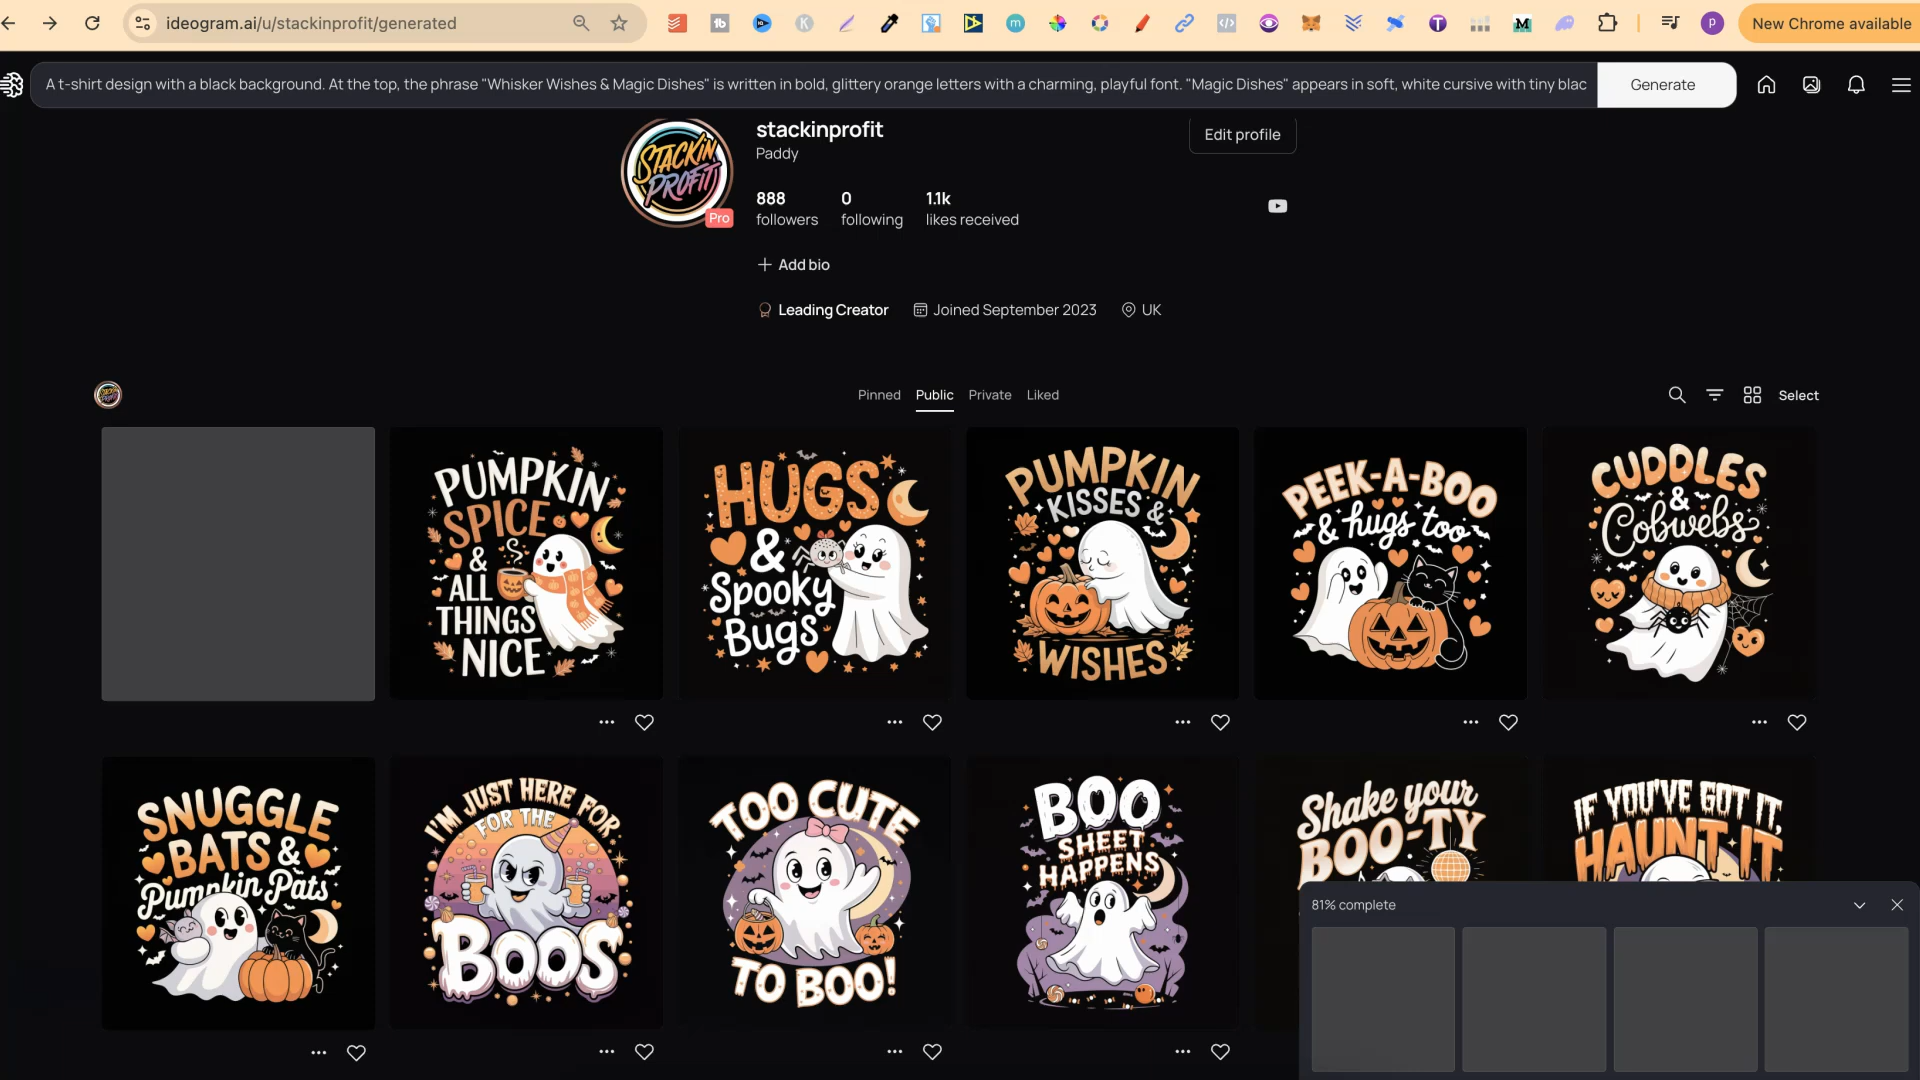 ideogram.ai/u/stackinprofit/generated
New Chrome available
A t-shirt design with a black background. At the top, the phrase "Whisker Wishes & Magic Dishes" is written in bold, glittery orange letters with a charming, playful font. "Magic Dishes" appears in soft, white cursive with tiny blac
Generate
STACKIN
PROFIT
Pro
stackinprofit
Paddy
Edit profile
888
followers
0
following
1.1k
likes received
Add bio
Leading Creator
Joined September 2023
UK
Pinned
Public
Private
Liked
Select
PUMPKIN
SPICE
&
ALL
THINGS
NICE
HUGS
&
Spooky
Bugs
PUMPKIN
KISSES &
WISHES
PEEK-A-BOO
& hugs too
CUDDLES
&
Cobwebs
SNUGGLE
BATS &
Pumpkin Pats
I'M JUST HERE FOR
FOR THE
BOOS
TOO CUTE
TO BOO!
BOO
SHEET
HAPPENS
Shake your
BOO-TY
IF YOU'VE GOT IT,
HAUNT IT
81% complete